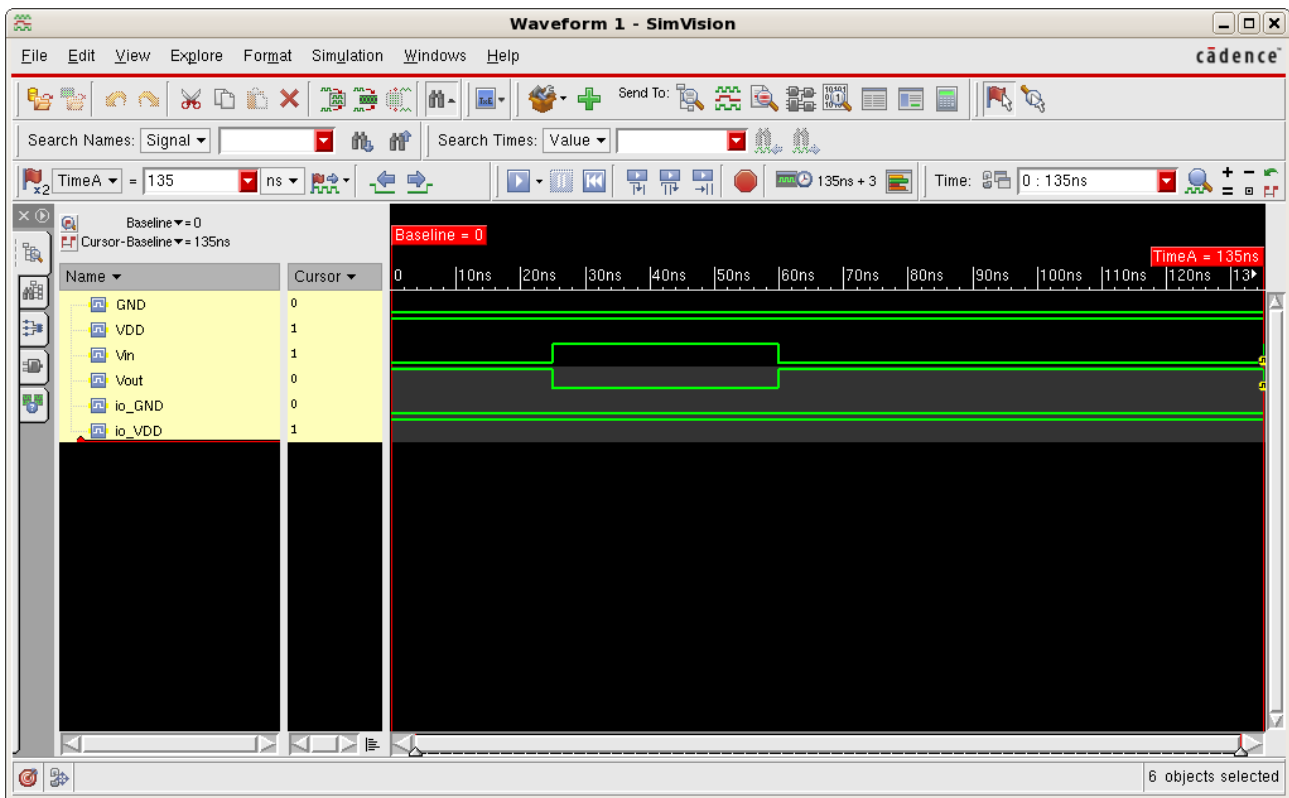 Waveform 1 - SimVision
File Edit View Explore Format Simulation Windows Help cādence
Send To:
Search Names: Signal Search Times: Value
x2 TimeA = 135 ns 135ns + 3 Time: 0 : 135ns
Baseline = 0
Cursor-Baseline = 135ns
Baseline = 0
TimeA = 135ns
Name Cursor 0 10ns 20ns 30ns 40ns 50ns 60ns 70ns 80ns 90ns 100ns 110ns 120ns 13
GND 0
VDD 1
Vin 1
Vout 0
io_GND 0
io_VDD 1
6 objects selected